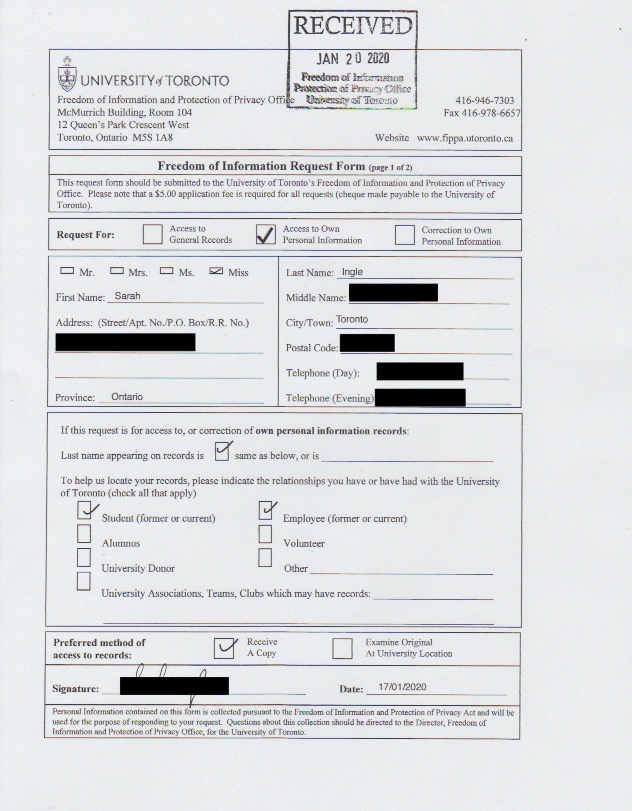 RECEIVED
JAN 20 2020
Freedom of Information
Protection of Privacy Office
University of Toronto
UNIVERSITY of TORONTO
Freedom of Information and Protection of Privacy Office
416-946-7303
McMurrich Building, Room 104
Fax 416-978-6657
12 Queen's Park Crescent West
Toronto, Ontario M5S 1A8
Website www.fippa.utoronto.ca
Freedom of Information Request Form (page 1 of 2)
This request form should be submitted to the University of Toronto's Freedom of Information and Protection of Privacy
Office. Please note that a $5.00 application fee is required for all requests (cheque made payable to the University of
Toronto).
Request For:
Access to
General Records
Access to Own
Personal Information
Correction to Own
Personal Information
Mr. Mrs. Ms. Miss
First Name: Sarah
Address: (Street/Apt. No./P.O. Box/R.R. No.)
Province: Ontario
Last Name: Ingle
Middle Name:
City/Town: Toronto
Postal Code:
Telephone (Day):
Telephone (Evening)
If this request is for access to, or correction of own personal information records:
Last name appearing on records is same as below, or is
To help us locate your records, please indicate the relationships you have or have had with the University
of Toronto (check all that apply)
Student (former or current)
Employee (former or current)
Alumnus
Volunteer
University Donor
Other
University Associations, Teams, Clubs which may have records:
Preferred method of
access to records:
Receive
A Copy
Examine Original
At University Location
Signature:
Date: 17/01/2020
Personal Information contained on this form is collected pursuant to the Freedom of Information and Protection of Privacy Act and will be
used for the purpose of responding to your request. Questions about this collection should be directed to the Director, Freedom of
Information and Protection of Privacy Office, for the University of Toronto.